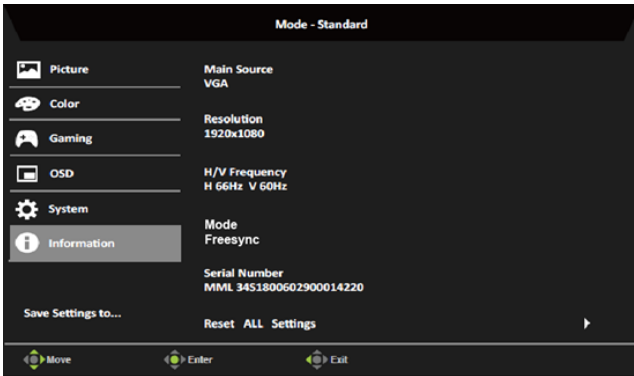 Mode - Standard
Picture
Color
Gaming
OSD
System
Information
Save Settings to...
Main Source
VGA
Resolution
1920x1080
H/V Frequency
H 66Hz V 60Hz
Mode
Freesync
Serial Number
MML 34S1800602900014220
Reset ALL Settings
Move
Enter
Exit